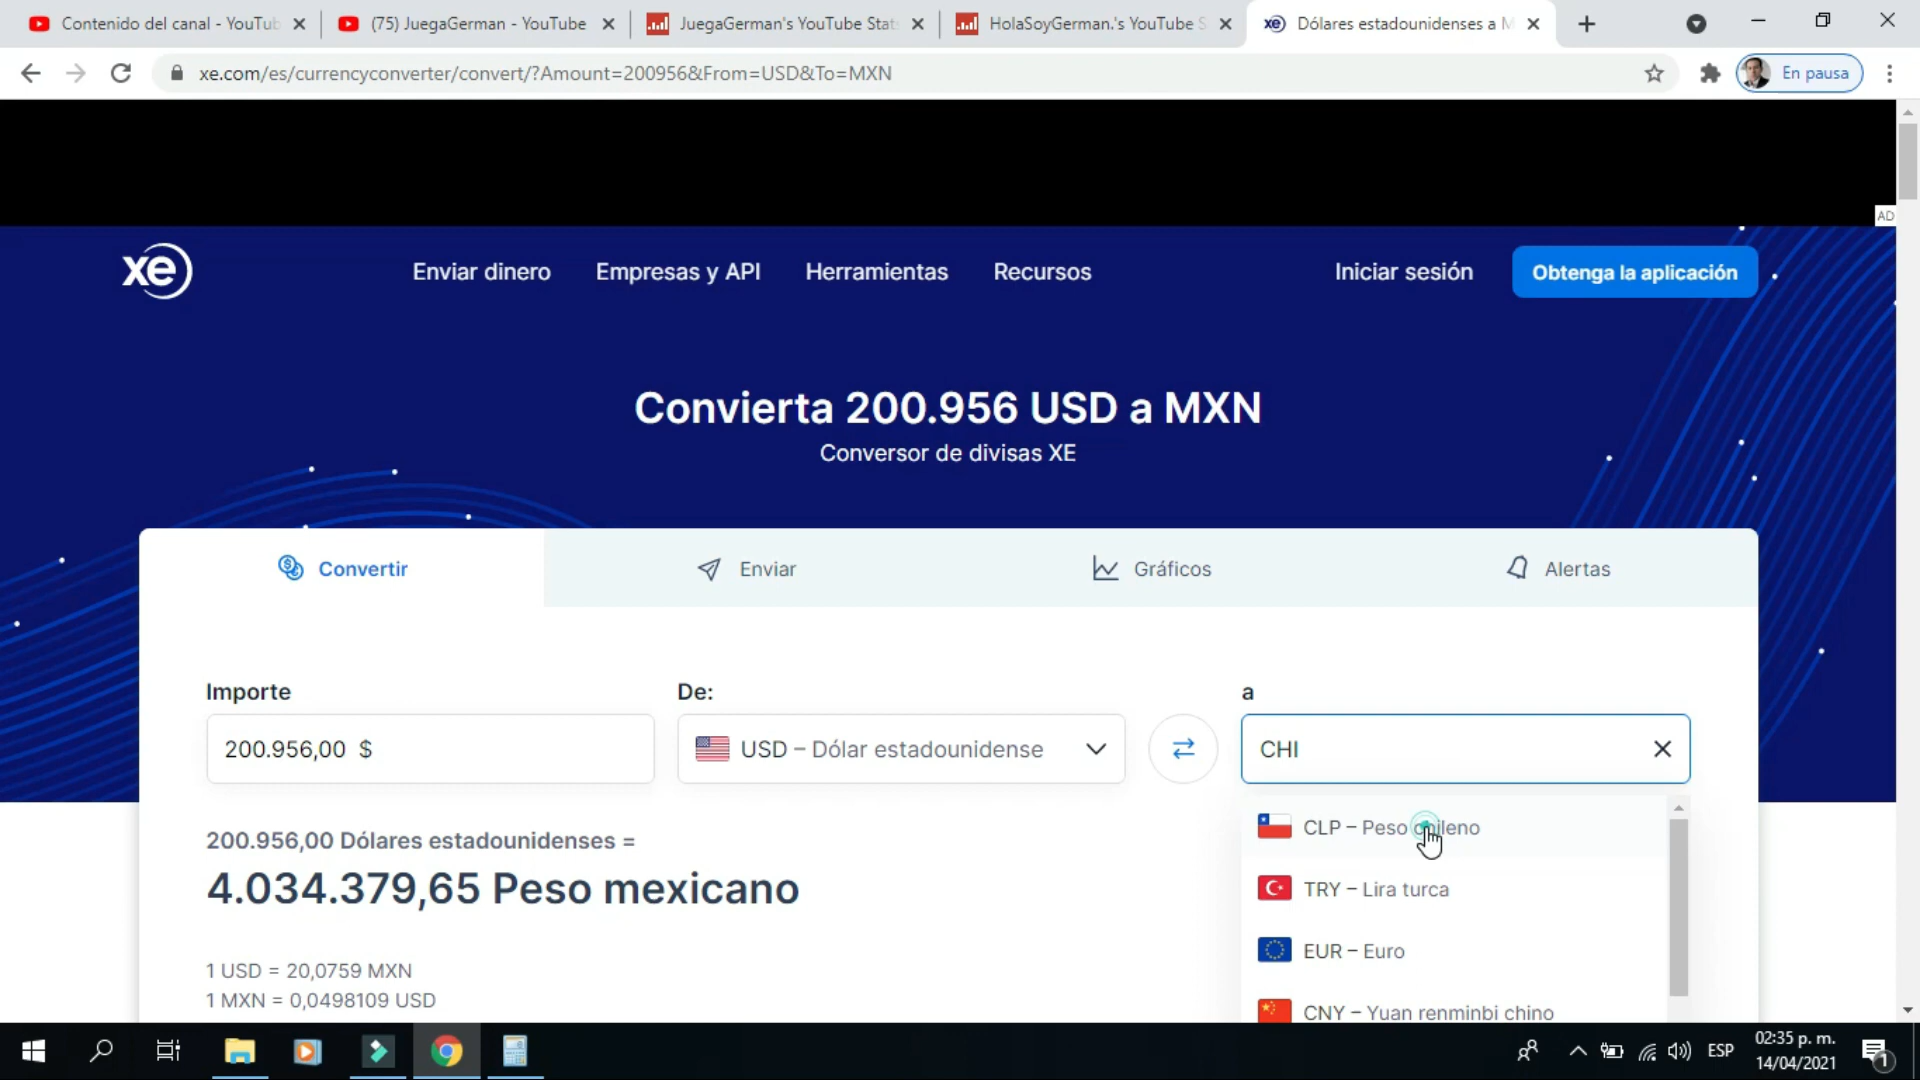 Contenido del canal - YouTub
(75) JuegaGerman - YouTube
JuegaGerman's YouTube Stats
HolaSoyGerman.'s YouTube S
Dólares estadounidenses a M
xe.com/es/currencyconverter/convert/?Amount=200956&From=USD&To=MXN
En pausa
AD
xe
Enviar dinero
Empresas y API
Herramientas
Recursos
Iniciar sesión
Obtenga la aplicación
Convierta 200.956 USD a MXN
Conversor de divisas XE
Convertir
Enviar
Gráficos
Alertas
Importe
De:
a
200.956,00 $
USD – Dólar estadounidense
CHI
CLP – Peso chileno
200.956,00 Dólares estadounidenses =
4.034.379,65 Peso mexicano
TRY – Lira turca
EUR – Euro
1 USD = 20,0759 MXN
1 MXN = 0,0498109 USD
CNY – Yuan renminbi chino
ESP
02:35 p. m.
14/04/2021
1